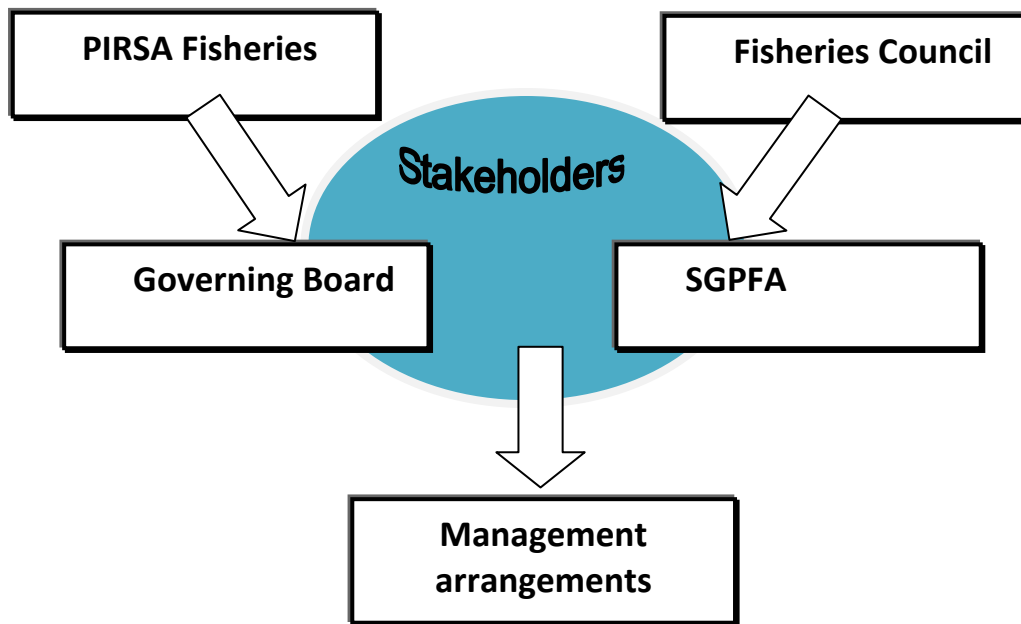 PIRSA Fisheries
Fisheries Council
Stakeholders
Governing Board
SGPFA
Management
arrangements